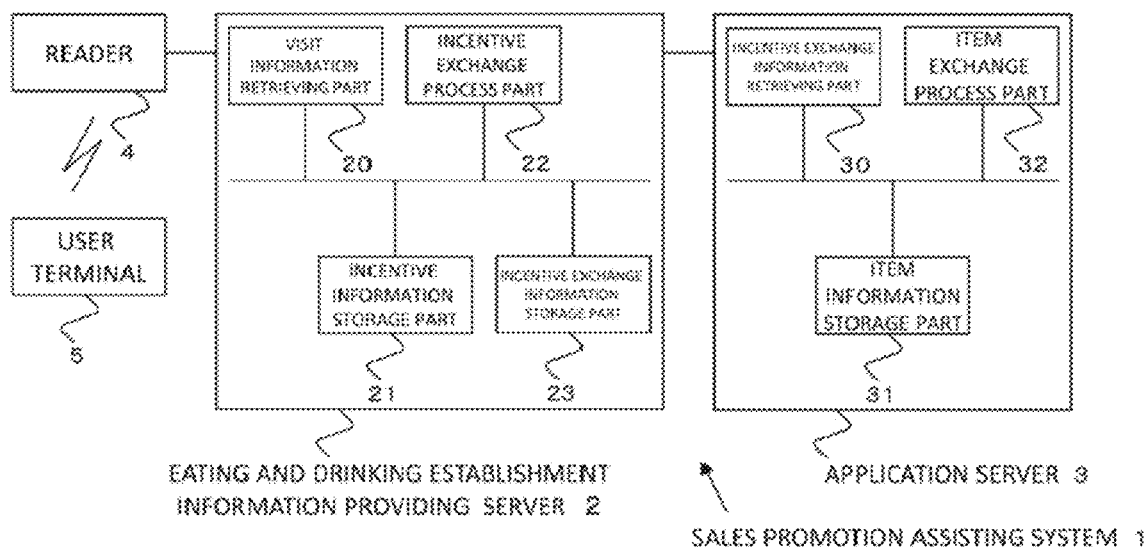 READER
4
USER
TERMINAL
5
VISIT
INFORMATION
RETRIEVING PART
20
INCENTIVE
EXCHANGE
PROCESS PART
22
INCENTIVE
INFORMATION
STORAGE PART
21
INCENTIVE EXCHANGE
INFORMATION
STORAGE PART
23
EATING AND DRINKING ESTABLISHMENT
INFORMATION PROVIDING SERVER 2
INCENTIVE EXCHANGE
INFORMATION
RETRIEVING PART
30
ITEM
EXCHANGE
PROCESS PART
32
ITEM
INFORMATION
STORAGE PART
31
APPLICATION SERVER 3
SALES PROMOTION ASSISTING SYSTEM 1